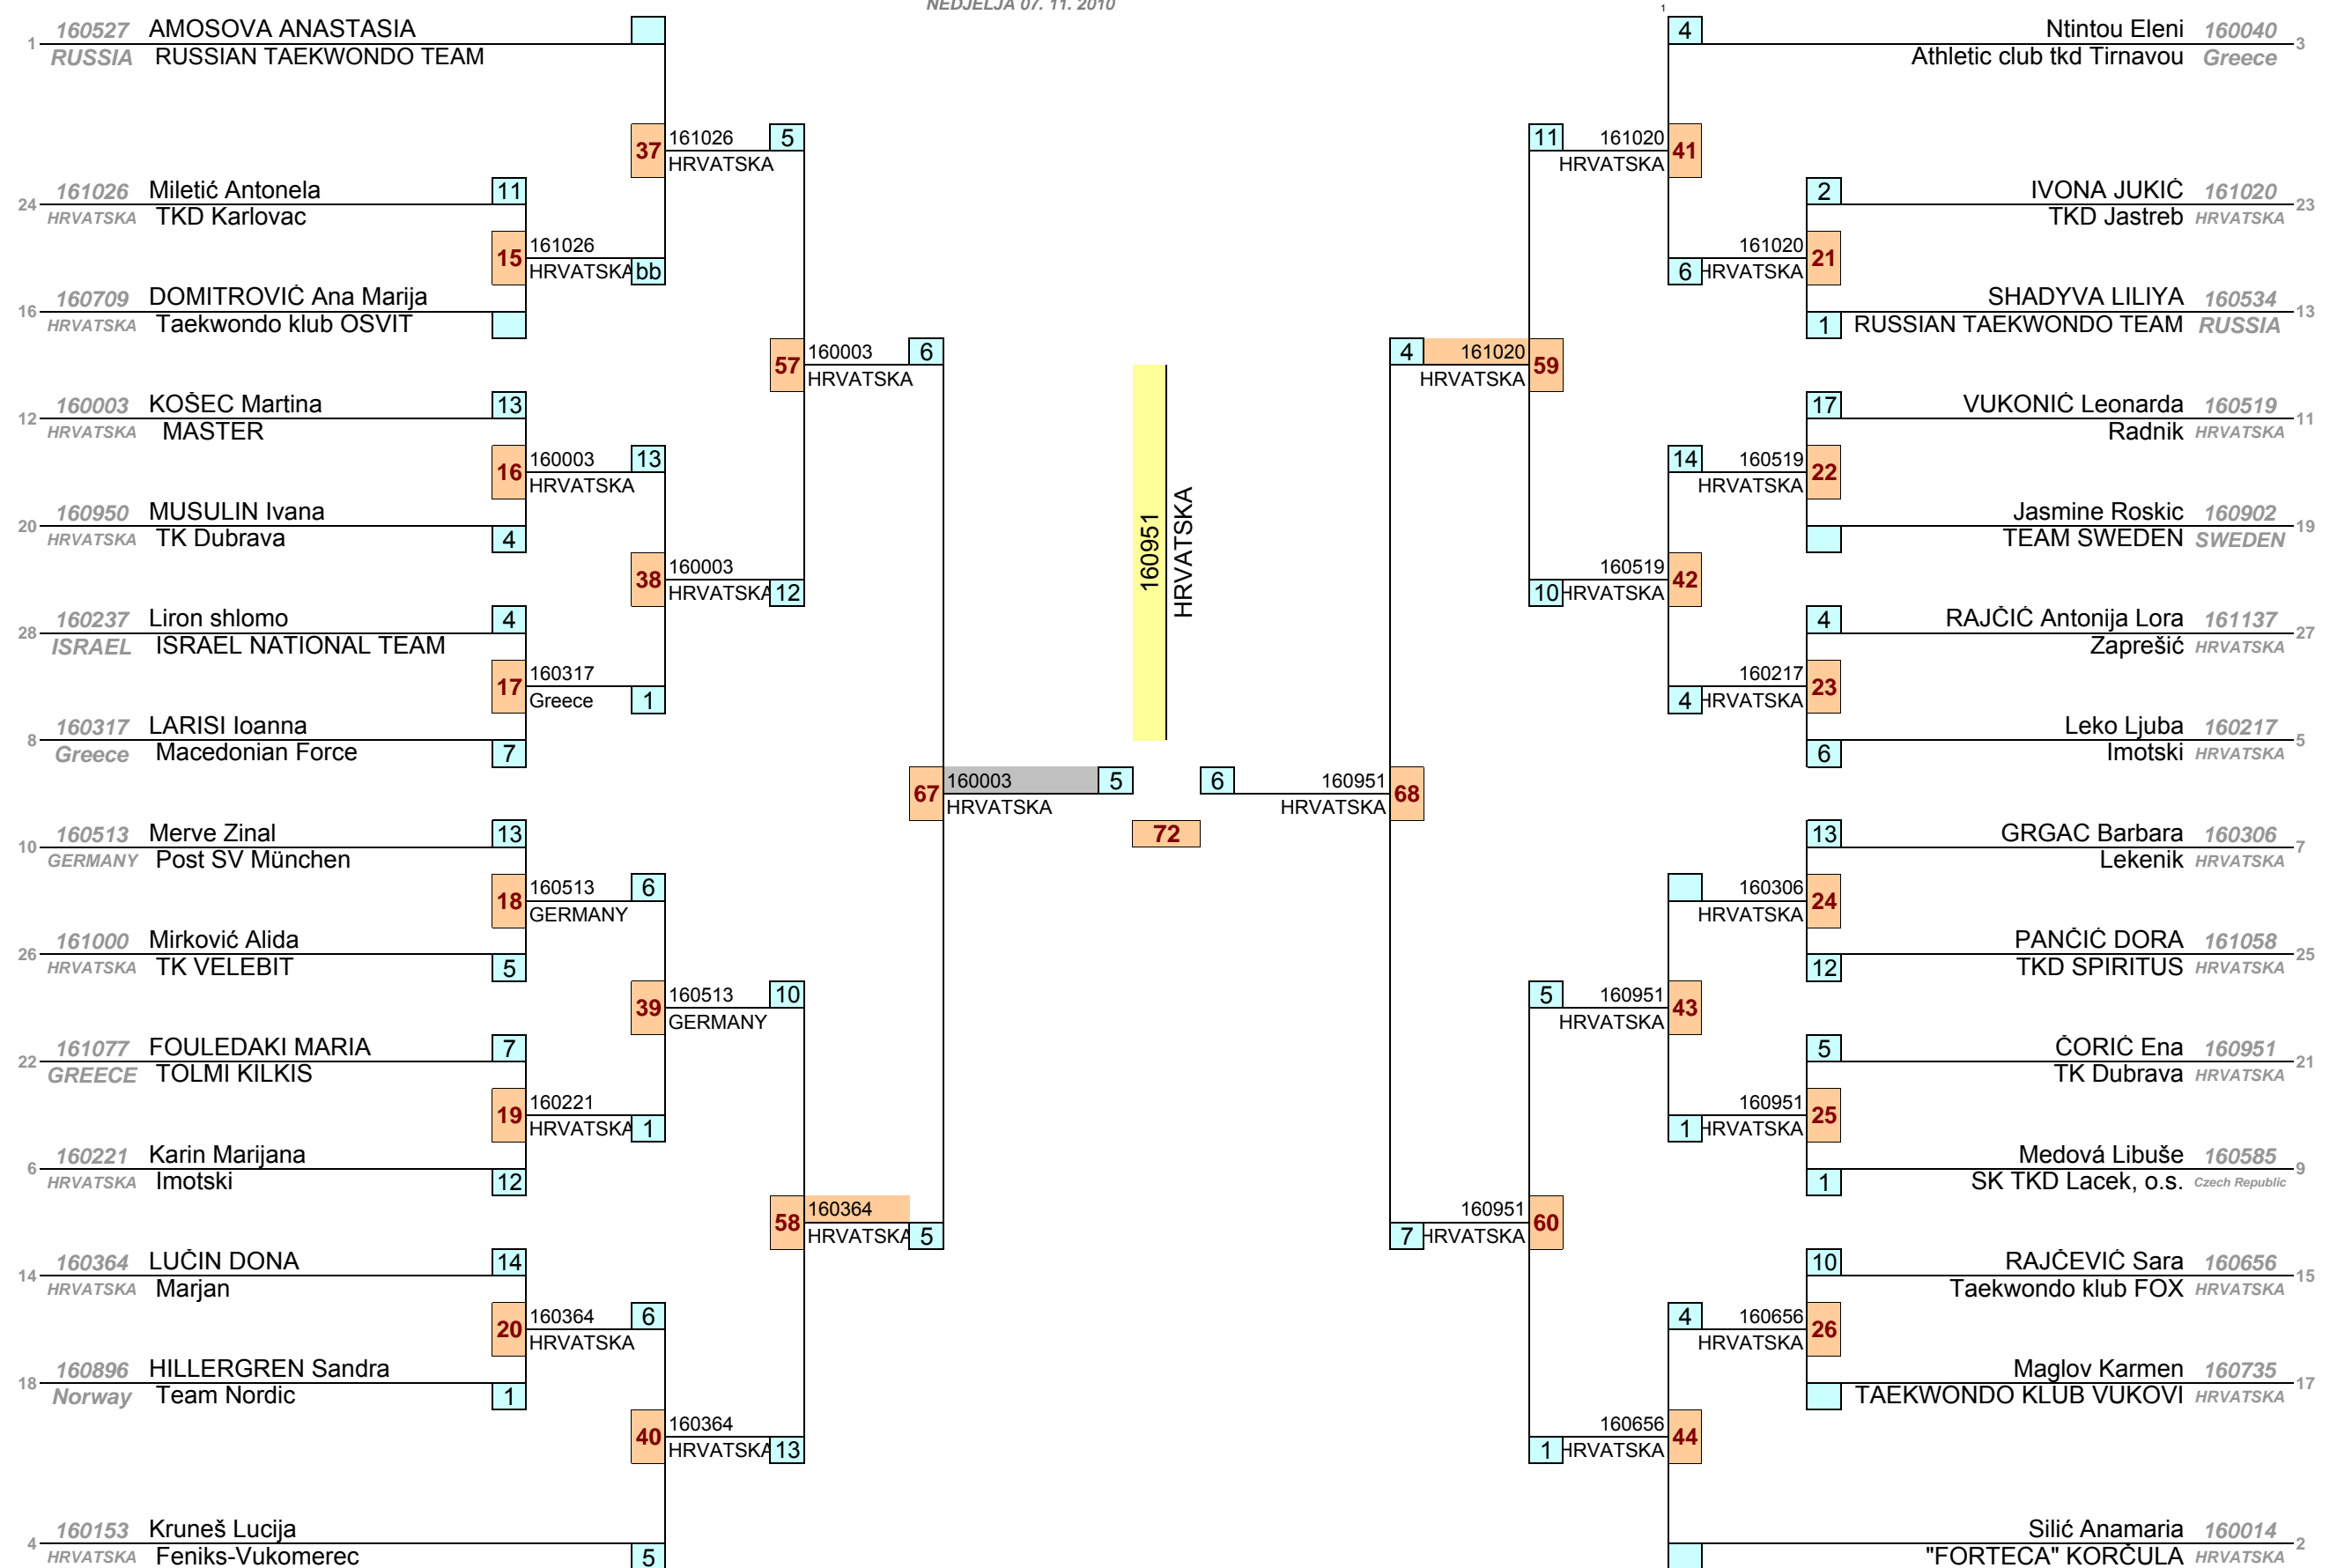 NEDJELJA 07. 11. 2010
1 160527 AMOSOVA ANASTASIA
RUSSIA RUSSIAN TAEKWONDO TEAM
37 161026 5
HRVATSKA
24 161026 Miletić Antonela 11
HRVATSKA TKD Karlovac
15 161026
HRVATSKA bb
16 160709 DOMITROVIĆ Ana Marija
HRVATSKA Taekwondo klub OSVIT
57 160003 6
HRVATSKA
12 160003 KOŠEC Martina 13
HRVATSKA MASTER
16 160003 13
HRVATSKA
20 160950 MUSULIN Ivana
HRVATSKA TK Dubrava 4
38 160003
HRVATSKA 12
28 160237 Liron shlomo 4
ISRAEL ISRAEL NATIONAL TEAM
17 160317
Greece 1
8 160317 LARISI Ioanna
Greece Macedonian Force 7
67 160003 5
HRVATSKA
10 160513 Merve Zinal 13
GERMANY Post SV München
18 160513 6
GERMANY
26 161000 Mirković Alida
HRVATSKA TK VELEBIT 5
39 160513 10
GERMANY
22 161077 FOULEDAKI MARIA 7
GREECE TOLMI KILKIS
19 160221
HRVATSKA 1
6 160221 Karin Marijana
HRVATSKA Imotski 12
58 160364
HRVATSKA 5
14 160364 LUČIN DONA 14
HRVATSKA Marjan
20 160364 6
HRVATSKA
18 160896 HILLERGREN Sandra
Norway Team Nordic 1
40 160364
HRVATSKA 13
4 160153 Kruneš Lucija
HRVATSKA Feniks-Vukomerec 5
160951
HRVATSKA
72
1
4 Ntintou Eleni 160040 3
Athletic club tkd Tirnavou Greece
11 161020 41
HRVATSKA
2 IVONA JUKIĆ 161020 23
TKD Jastreb HRVATSKA
161020 21
6 HRVATSKA
SHADYVA LILIYA 160534 13
1 RUSSIAN TAEKWONDO TEAM RUSSIA
4 161020 59
HRVATSKA
17 VUKONIĆ Leonarda 160519 11
Radnik HRVATSKA
14 160519 22
HRVATSKA
Jasmine Roskic 160902 19
TEAM SWEDEN SWEDEN
160519 42
10 HRVATSKA
4 RAJČIĆ Antonija Lora 161137 27
Zaprešić HRVATSKA
160217 23
4 HRVATSKA
Leko Ljuba 160217 5
6 Imotski HRVATSKA
6 160951 68
HRVATSKA
13 GRGAC Barbara 160306 7
Lekenik HRVATSKA
160306 24
HRVATSKA
PANČIĆ DORA 161058 25
12 TKD SPIRITUS HRVATSKA
5 160951 43
HRVATSKA
5 ČORIĆ Ena 160951 21
TK Dubrava HRVATSKA
160951 25
1 HRVATSKA
Medová Libuše 160585 9
1 SK TKD Lacek, o.s. Czech Republic
160951 60
7 HRVATSKA
10 RAJČEVIĆ Sara 160656 15
Taekwondo klub FOX HRVATSKA
4 160656 26
HRVATSKA
Maglov Karmen 160735 17
TAEKWONDO KLUB VUKOVI HRVATSKA
160656 44
1 HRVATSKA
Silić Anamaria 160014 2
"FORTECA" KORČULA HRVATSKA